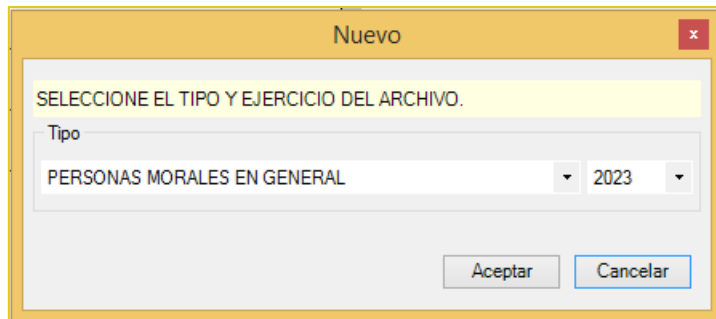 Nuevo
x
SELECCIONE EL TIPO Y EJERCICIO DEL ARCHIVO.
Tipo
PERSONAS MORALES EN GENERAL 2023
Aceptar Cancelar